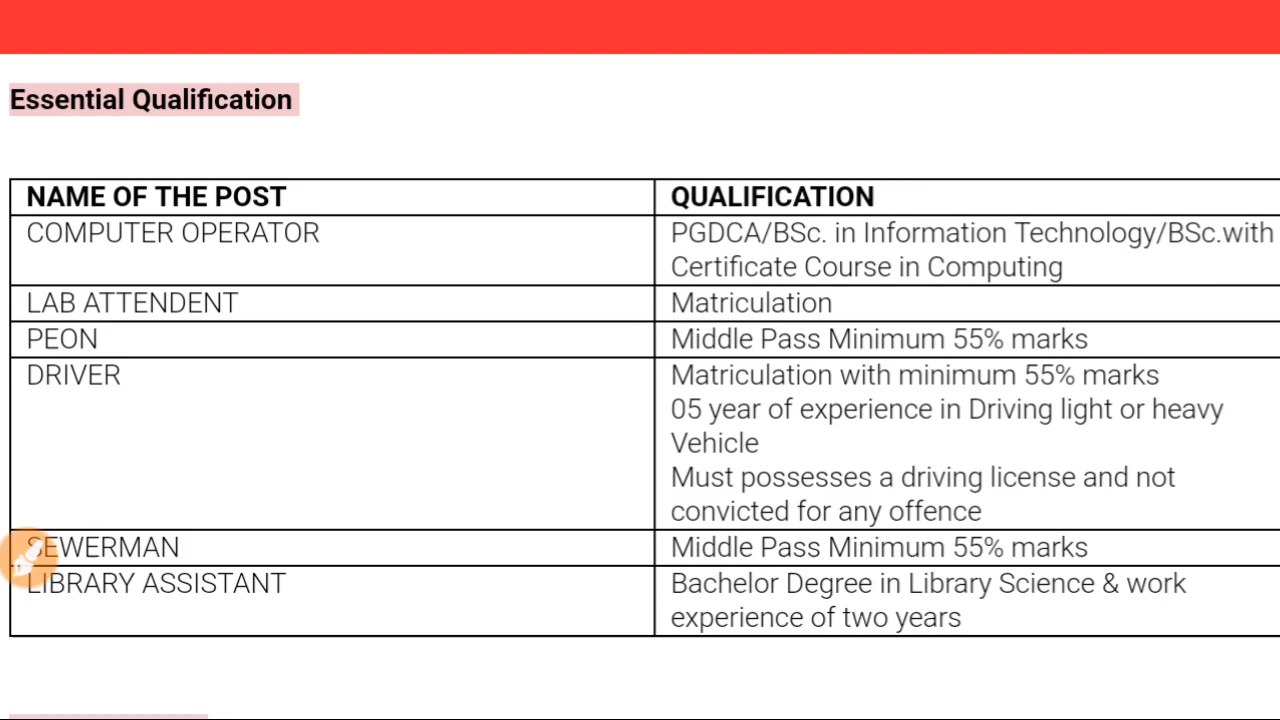 Essential Qualification
NAME OF THE POST QUALIFICATION
COMPUTER OPERATOR PGDCA/BSc. in Information Technology/BSc.with
Certificate Course in Computing
LAB ATTENDENT Matriculation
PEON Middle Pass Minimum 55% marks
DRIVER Matriculation with minimum 55% marks
05 year of experience in Driving light or heavy
Vehicle
Must possesses a driving license and not
convicted for any offence
SEWERMAN Middle Pass Minimum 55% marks
LIBRARY ASSISTANT Bachelor Degree in Library Science & work
experience of two years